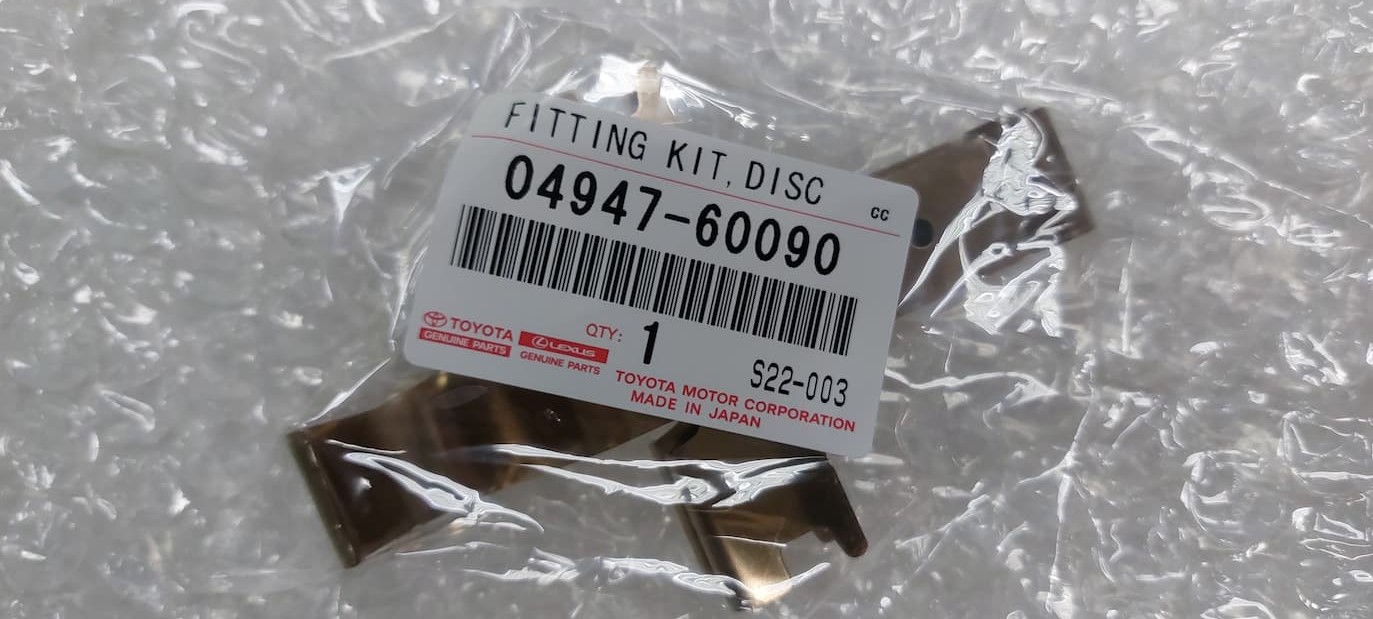 FITTING KIT, DISC
cc
04947-60090
TOYOTA
GENUINE PARTS
LEXUS
GENUINE PARTS
QTY: 1
S22-003
TOYOTA MOTOR CORPORATION
MADE IN JAPAN